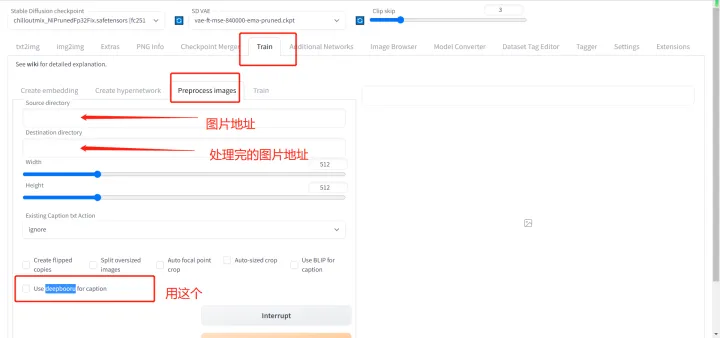 Stable Diffusion checkpoint SD VAE Clip skip 3
chilloutmix_NiPrunedFp32Fix.safetensors [fc251 vae-ft-mse-840000-ema-pruned.ckpt
txt2img img2img Extras PNG Info Checkpoint Merger Train Additional Networks Image Browser Model Converter Dataset Tag Editor Tagger Settings Extensions
See wiki for detailed explanation.
Create embedding Create hypernetwork Preprocess images Train
Source directory
图片地址
Destination directory
处理完的图片地址
Width 512
Height 512
Existing Caption txt Action
ignore
Create flipped copies Split oversized images Auto focal point crop Auto-sized crop Use BLIP for caption
Use deepbooru for caption 用这个
Interrupt